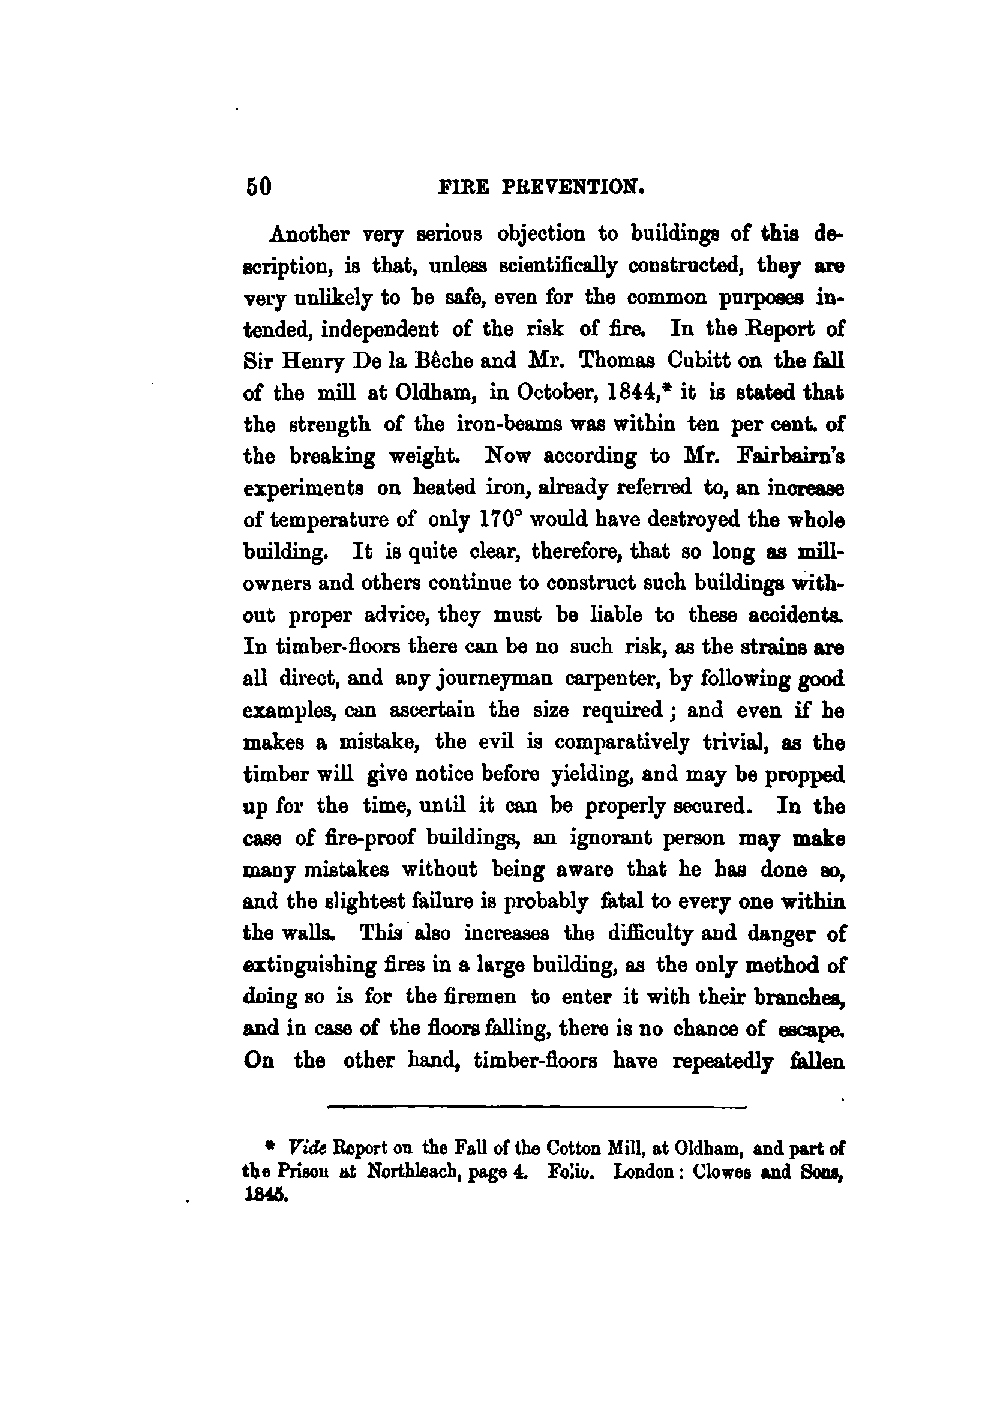 50 FIRE PREVENTION.
Another very serious objection to buildings of this de-
scription, is that, unless scientifically constructed, they are
very unlikely to be safe, even for the common purposes in-
tended, independent of the risk of fire. In the Report of
Sir Henry De la Bêche and Mr. Thomas Cubitt on the fall
of the mill at Oldham, in October, 1844,* it is stated that
the strength of the iron-beams was within ten per cent. of
the breaking weight. Now according to Mr. Fairbairn's
experiments on heated iron, already referred to, an increase
of temperature of only 170° would have destroyed the whole
building. It is quite clear, therefore, that so long as mill-
owners and others continue to construct such buildings with-
out proper advice, they must be liable to these accidents.
In timber-floors there can be no such risk, as the strains are
all direct, and any journeyman carpenter, by following good
examples, can ascertain the size required; and even if he
makes a mistake, the evil is comparatively trivial, as the
timber will give notice before yielding, and may be propped
up for the time, until it can be properly secured. In the
case of fire-proof buildings, an ignorant person may make
many mistakes without being aware that he has done so,
and the slightest failure is probably fatal to every one within
the walls. This also increases the difficulty and danger of
extinguishing fires in a large building, as the only method of
doing so is for the firemen to enter it with their branches,
and in case of the floors falling, there is no chance of escape.
On the other hand, timber-floors have repeatedly fallen
* Vide Report on the Fall of the Cotton Mill, at Oldham, and part of
the Prison at Northleach, page 4. Folio. London: Clowes and Sons,
1845.